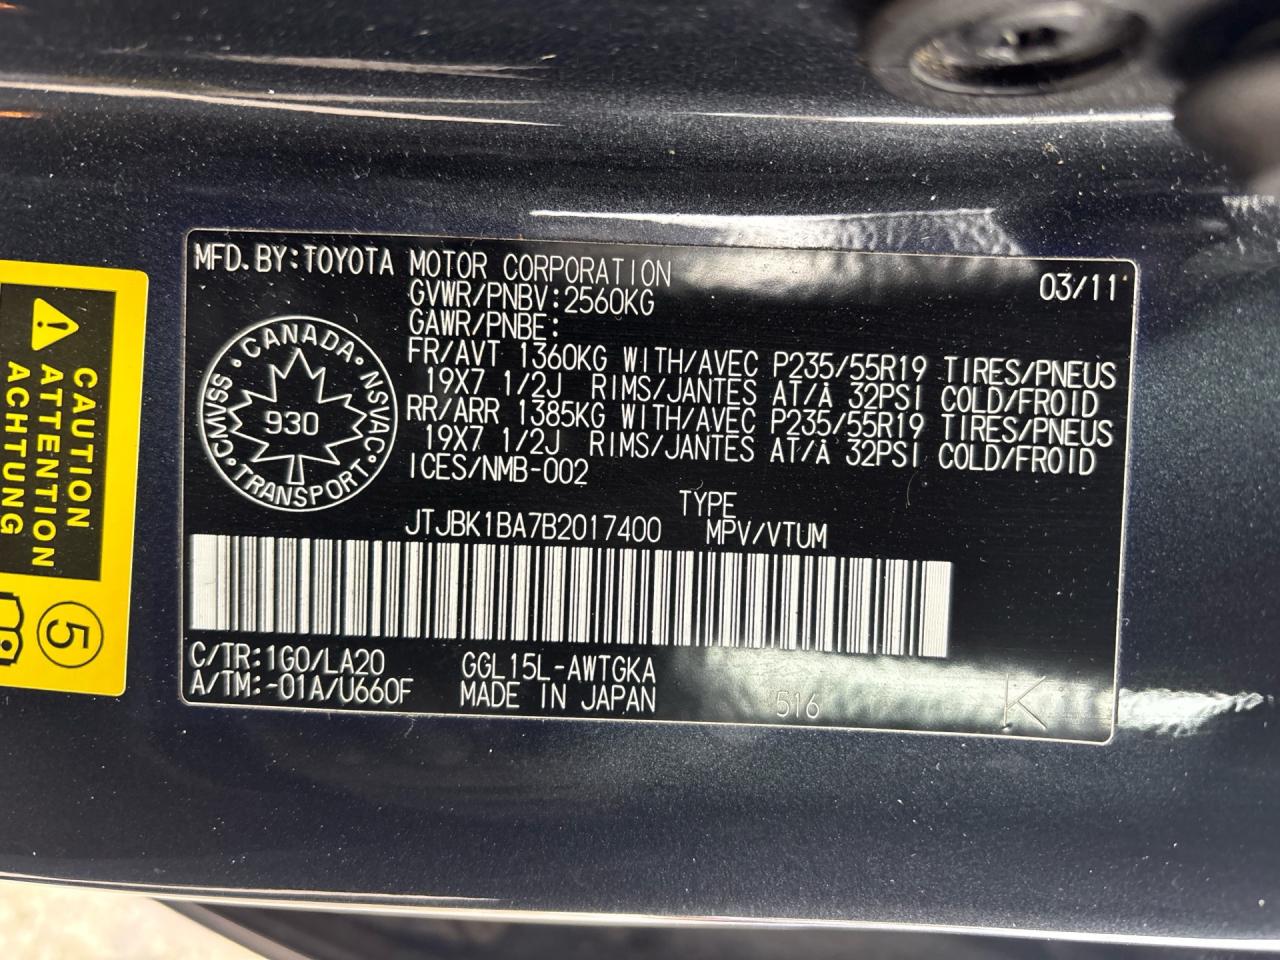 MFD. BY: TOYOTA MOTOR CORPORATION 03/11
GVWR/PNBV: 2560KG
GAWR/PNBE:
FR/AVT 1360KG WITH/AVEC P235/55R19 TIRES/PNEUS
19X7 1/2J RIMS/JANTES AT/À 32PSI COLD/FROID
RR/ARR 1385KG WITH/AVEC P235/55R19 TIRES/PNEUS
19X7 1/2J RIMS/JANTES AT/À 32PSI COLD/FROID
ICES/NMB-002
CANADA · NSVAC · TRANSPORT · CMVSS ·
930
TYPE
JTJBK1BA7B2017400 MPV/VTUM
C/TR: 1G0/LA20 GGL15L-AWTGKA
A/TM: -01A/U660F MADE IN JAPAN 516 K
CAUTION
ATTENTION
ACHTUNG
5